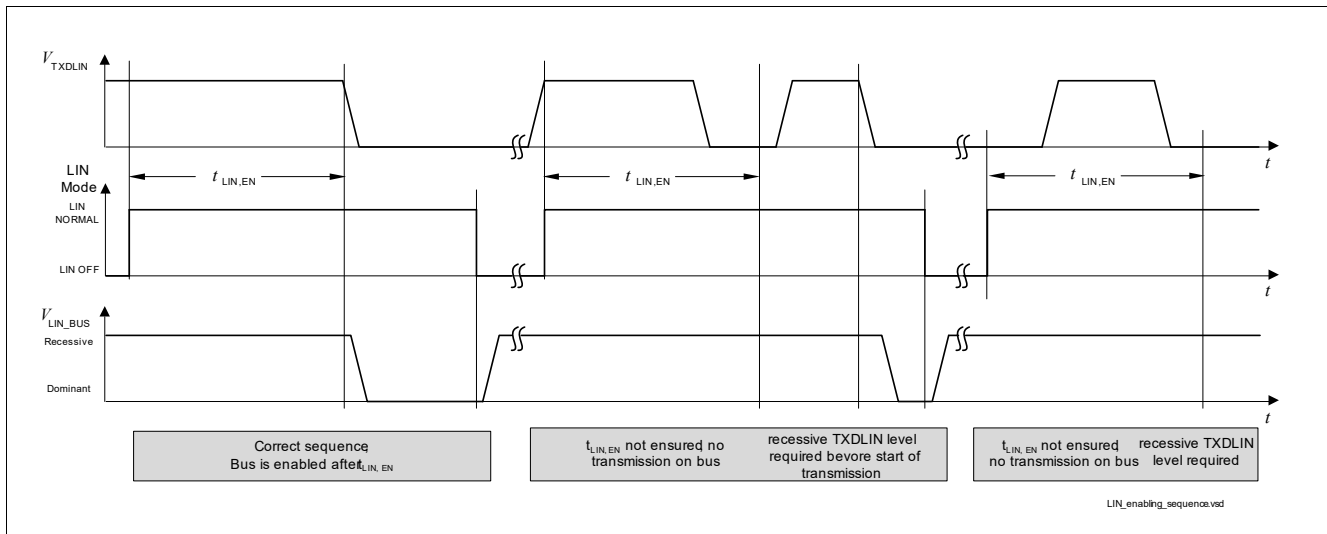 V TXDLIN
t
t LIN,EN
t LIN,EN
t LIN,EN
LIN
Mode
LIN
NORMAL
LIN OFF
t
V LIN_BUS
Recessive
Dominant
t
Correct sequence,
Bus is enabled after t LIN, EN
t LIN, EN not ensured, no
transmission on bus
recessive TXDLIN level
required bevore start of
transmission
t LIN, EN not ensured,
no transmission on bus
recessive TXDLIN
level required
LIN_enabling_sequence.vsd